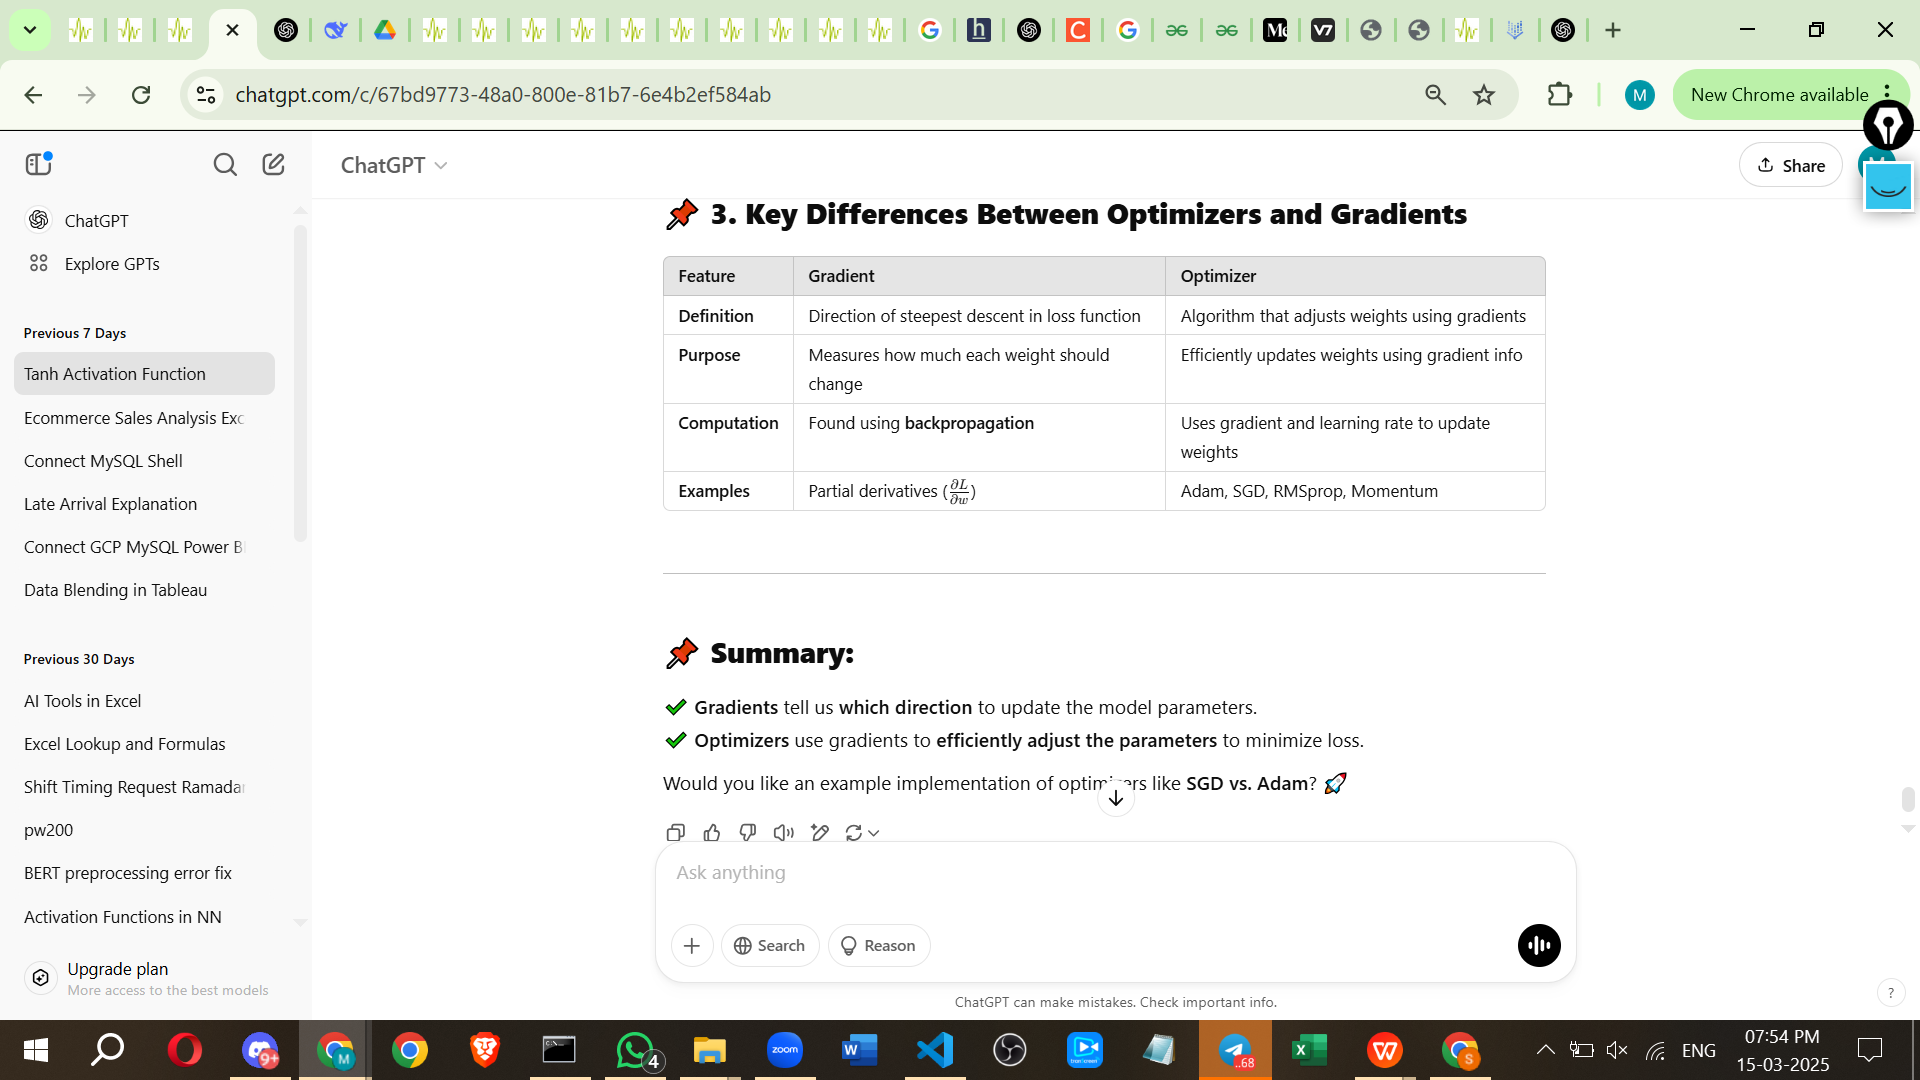 chatgpt.com/c/67bd9773-48a0-800e-81b7-6e4b2ef584ab
M
New Chrome available
ChatGPT
Share
ChatGPT
Explore GPTs
Previous 7 Days
Tanh Activation Function
Ecommerce Sales Analysis Exc
Connect MySQL Shell
Late Arrival Explanation
Connect GCP MySQL Power B
Data Blending in Tableau
Previous 30 Days
AI Tools in Excel
Excel Lookup and Formulas
Shift Timing Request Ramadan
pw200
BERT preprocessing error fix
Activation Functions in NN
Upgrade plan
More access to the best models
📌 3. Key Differences Between Optimizers and Gradients
Feature Gradient Optimizer
Definition Direction of steepest descent in loss function Algorithm that adjusts weights using gradients
Purpose Measures how much each weight should change Efficiently updates weights using gradient info
Computation Found using backpropagation Uses gradient and learning rate to update weights
Examples Partial derivatives (∂L/∂w) Adam, SGD, RMSprop, Momentum
📌 Summary:
✔ Gradients tell us which direction to update the model parameters.
✔ Optimizers use gradients to efficiently adjust the parameters to minimize loss.
Would you like an example implementation of optimizers like SGD vs. Adam? 🚀
Ask anything
Search
Reason
ChatGPT can make mistakes. Check important info.
?
9+
M
4
zoom
W
..68
X
W
S
ENG
07:54 PM
15-03-2025